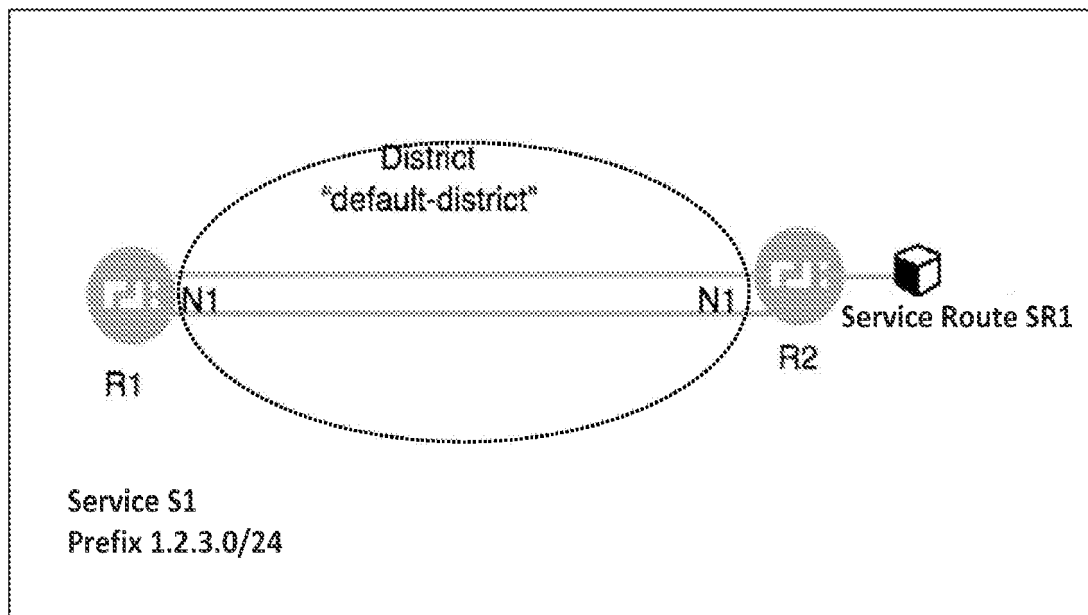 District
"default-district"
N1
N1
Service Route SR1
R1
R2
Service S1
Prefix 1.2.3.0/24